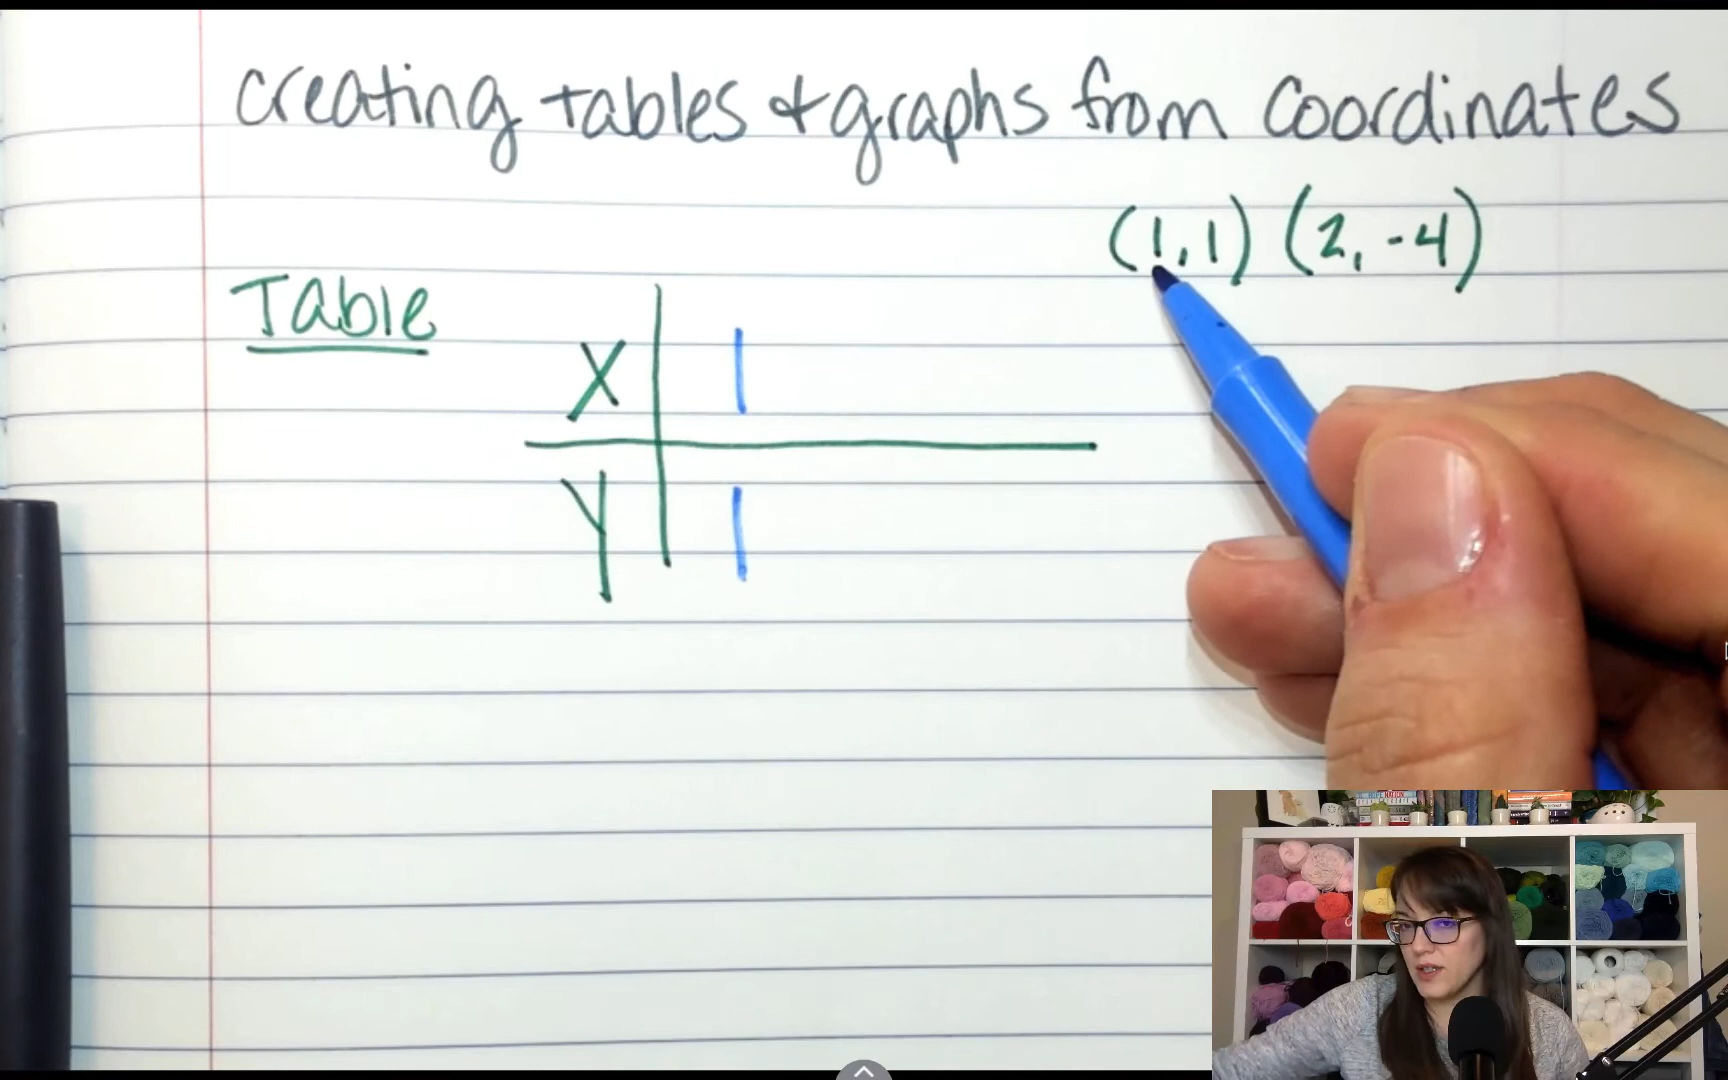 creating tables & graphs from coordinates
(1,1) (2,-4)
Table
X 1
Y 1